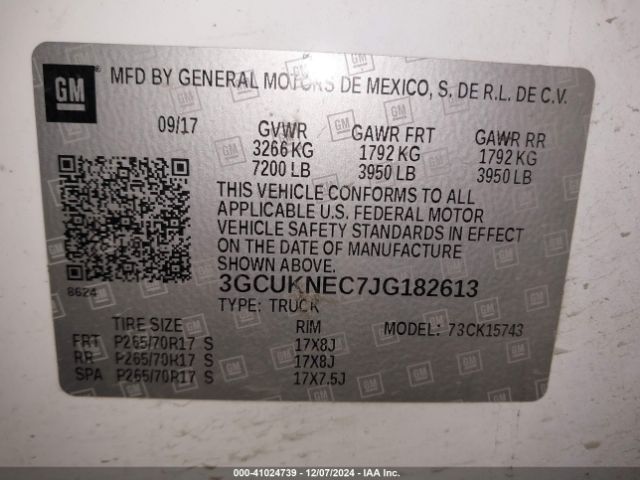 GM
MFD BY GENERAL MOTORS DE MEXICO, S. DE R.L. DE C.V.
09/17 GVWR GAWR FRT GAWR RR
3266 KG 1792 KG 1792 KG
7200 LB 3950 LB 3950 LB
THIS VEHICLE CONFORMS TO ALL
APPLICABLE U.S. FEDERAL MOTOR
VEHICLE SAFETY STANDARDS IN EFFECT
ON THE DATE OF MANUFACTURE
SHOWN ABOVE.
8624
3GCUKNEC7JG182613
TYPE: TRUCK
TIRE SIZE RIM MODEL: 73CK15743
FRT P265/70R17 S 17X8J
RR P265/70R17 S 17X8J
SPA P265/70R17 S 17X7.5J
000-41024739 - 12/07/2024 - IAA Inc.